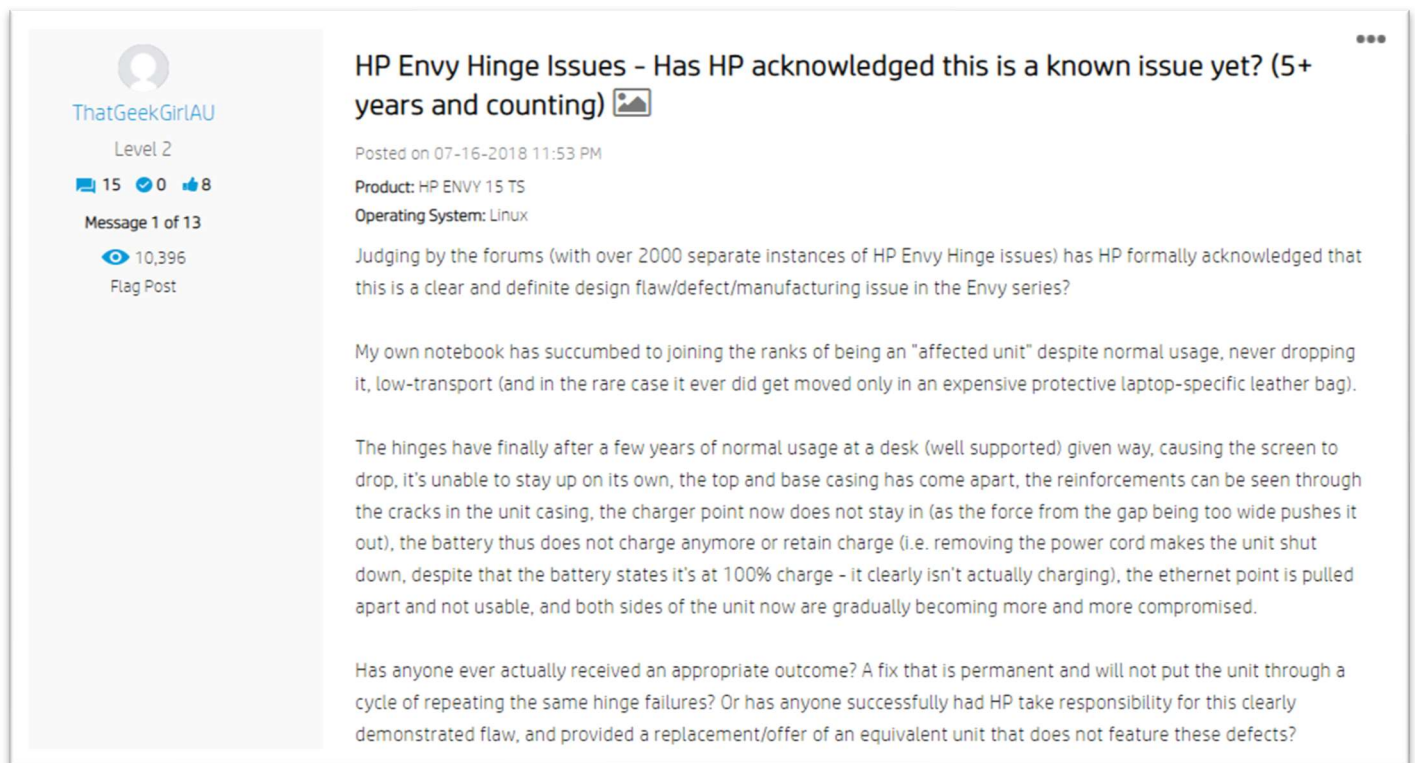 ThatGeekGirlAU
Level 2
15 0 8
Message 1 of 13
10,396
Flag Post
HP Envy Hinge Issues - Has HP acknowledged this is a known issue yet? (5+
years and counting)
Posted on 07-16-2018 11:53 PM
Product: HP ENVY 15 TS
Operating System: Linux
Judging by the forums (with over 2000 separate instances of HP Envy Hinge issues) has HP formally acknowledged that
this is a clear and definite design flaw/defect/manufacturing issue in the Envy series?
My own notebook has succumbed to joining the ranks of being an "affected unit" despite normal usage, never dropping
it, low-transport (and in the rare case it ever did get moved only in an expensive protective laptop-specific leather bag).
The hinges have finally after a few years of normal usage at a desk (well supported) given way, causing the screen to
drop, it's unable to stay up on its own, the top and base casing has come apart, the reinforcements can be seen through
the cracks in the unit casing, the charger point now does not stay in (as the force from the gap being too wide pushes it
out), the battery thus does not charge anymore or retain charge (i.e. removing the power cord makes the unit shut
down, despite that the battery states it's at 100% charge - it clearly isn't actually charging), the ethernet point is pulled
apart and not usable, and both sides of the unit now are gradually becoming more and more compromised.
Has anyone ever actually received an appropriate outcome? A fix that is permanent and will not put the unit through a
cycle of repeating the same hinge failures? Or has anyone successfully had HP take responsibility for this clearly
demonstrated flaw, and provided a replacement/offer of an equivalent unit that does not feature these defects?